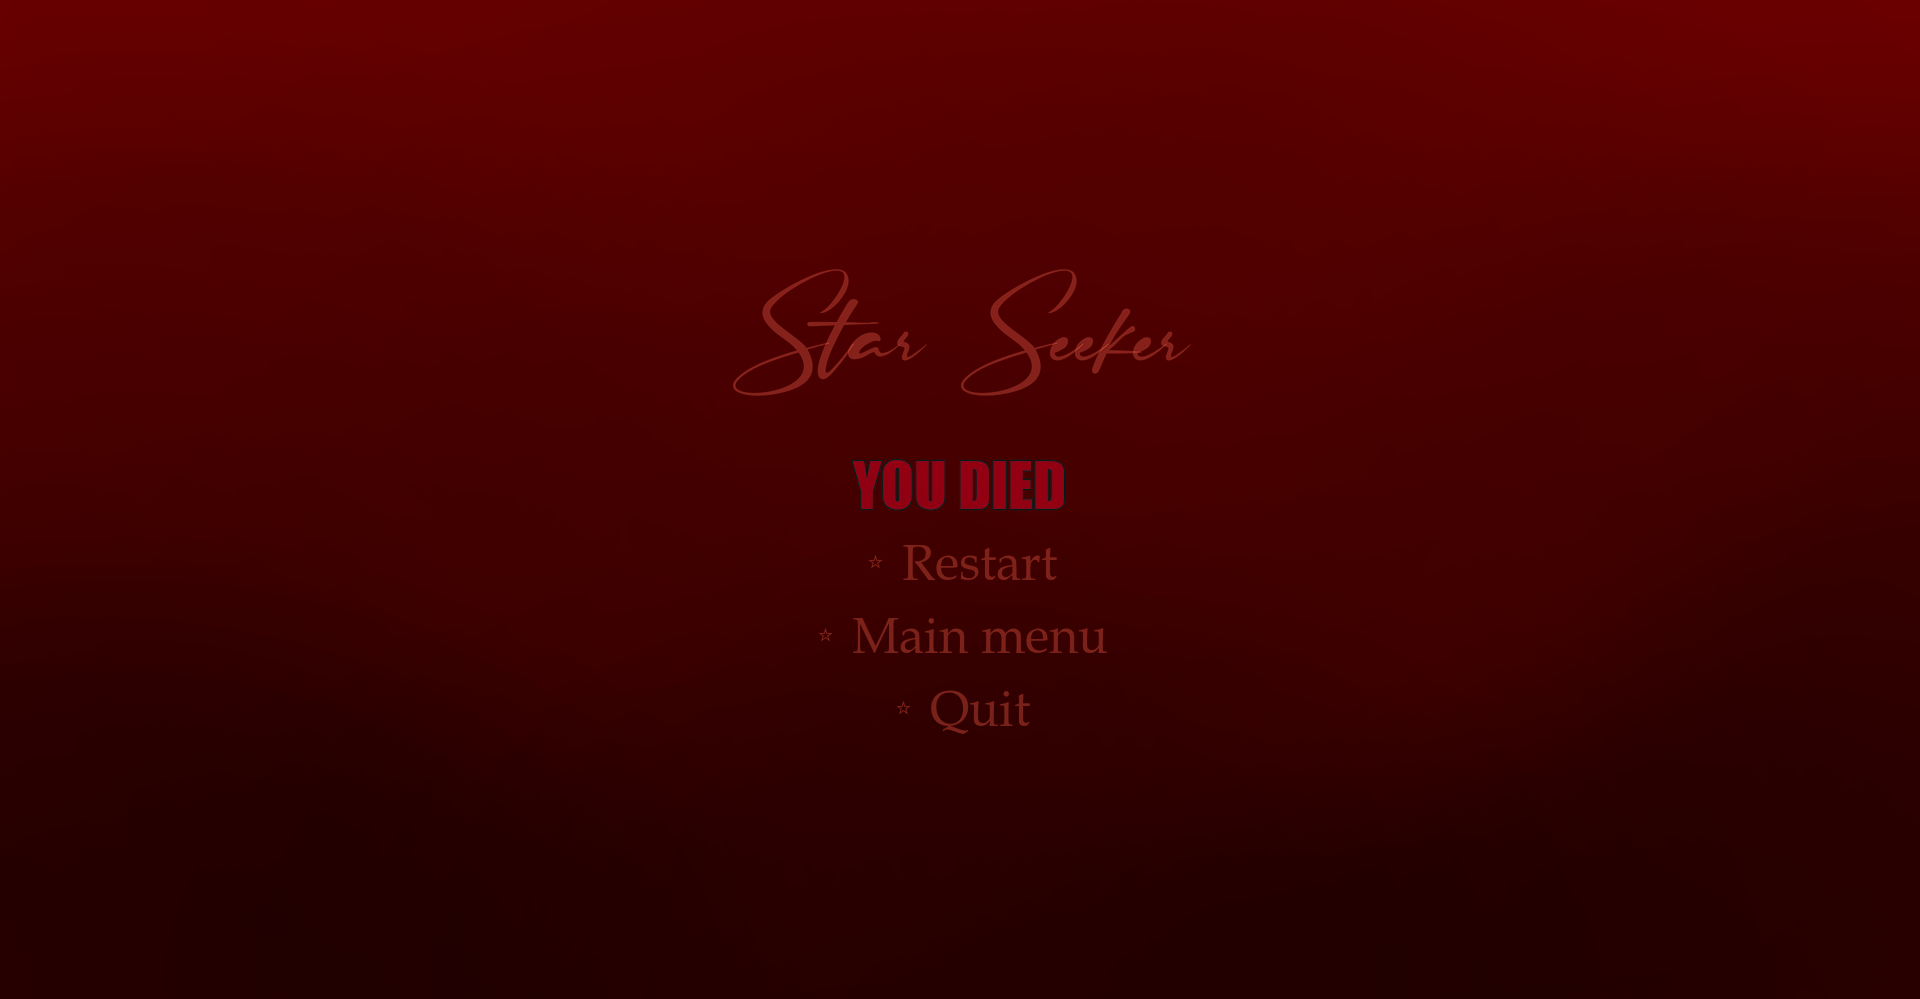 Star Seeker
YOU DIED
☆ Restart
☆ Main menu
☆ Quit